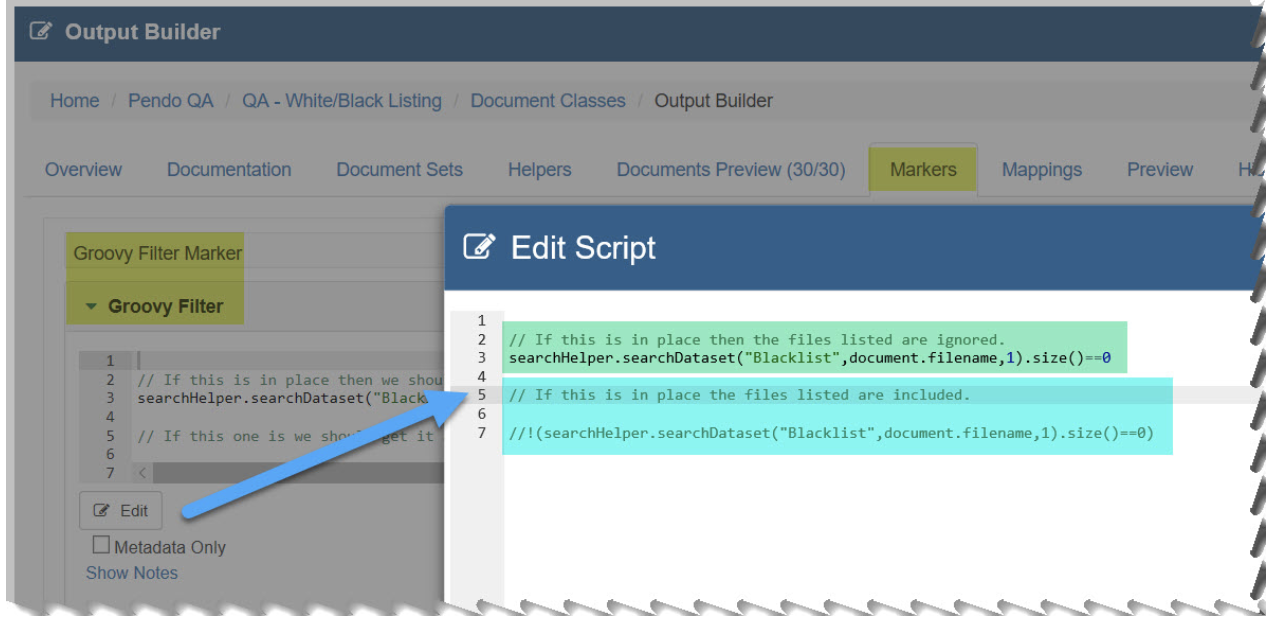 Output Builder
Home / Pendo QA / QA - White/Black Listing / Document Classes / Output Builder
Overview Documentation Document Sets Helpers Documents Preview (30/30) Markers Mappings Preview
Groovy Filter Marker
Groovy Filter
1
2 // If this is in place then we shou
3 searchHelper.searchDataset("Black
4
5 // If this one is we should get it
6
7 <
Edit
Metadata Only
Show Notes
Edit Script
1
2 // If this is in place then the files listed are ignored.
3 searchHelper.searchDataset("Blacklist",document.filename,1).size()==0
4
5 // If this is in place the files listed are included.
6
7 //!(searchHelper.searchDataset("Blacklist",document.filename,1).size()==0)